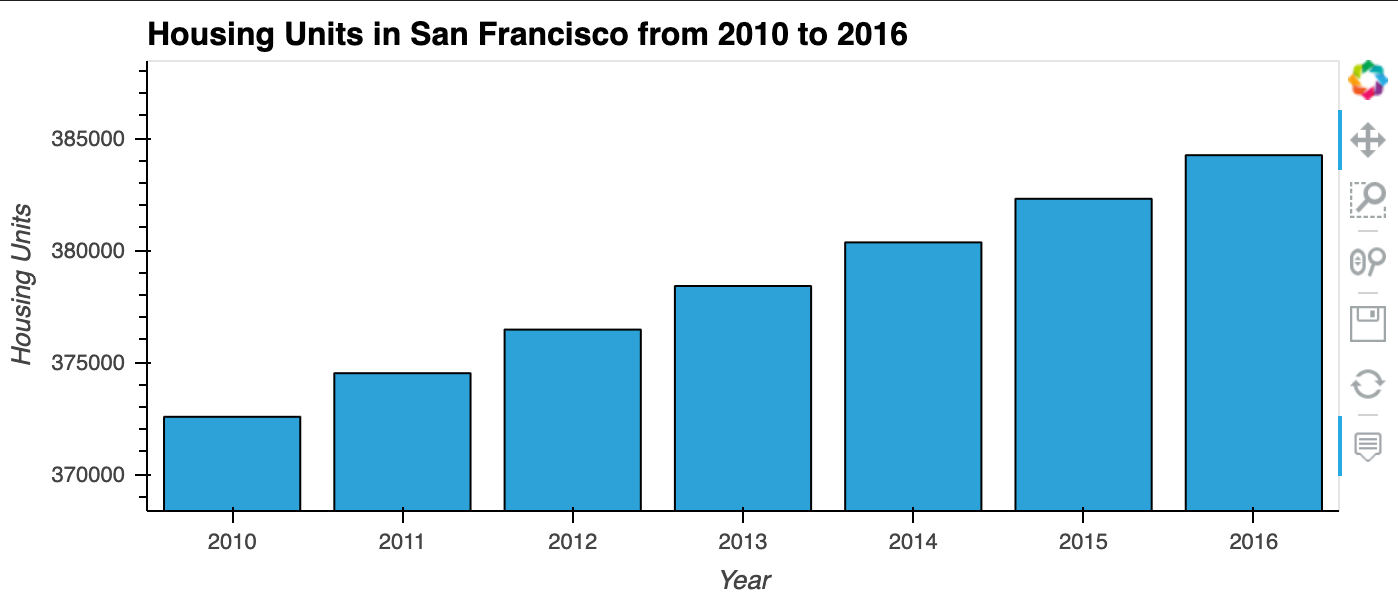 Housing Units in San Francisco from 2010 to 2016
385000
380000
375000
370000
Housing Units
2010 2011 2012 2013 2014 2015 2016
Year